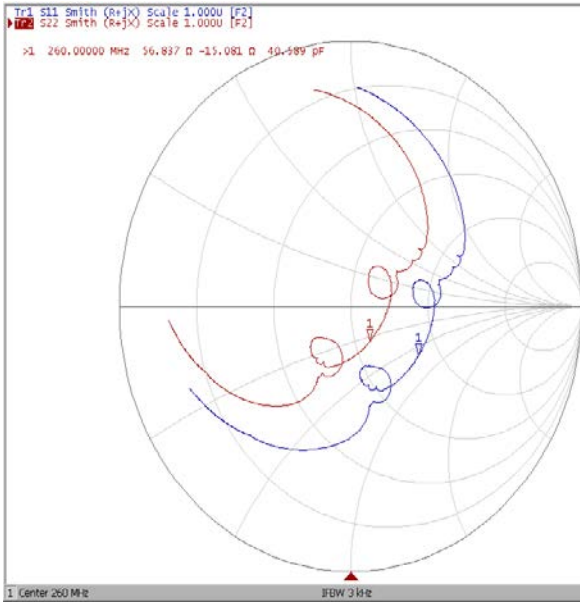 Tr1 S11 Smith (R+jX) Scale 1.000U [F2]
Tr2 S22 Smith (R+jX) Scale 1.000U [F2]
>1 260.00000 MHz 56.837 Ω -15.081 Ω 40.589 pF
1
1
1 Center 260 MHz IFBW 3 kHz